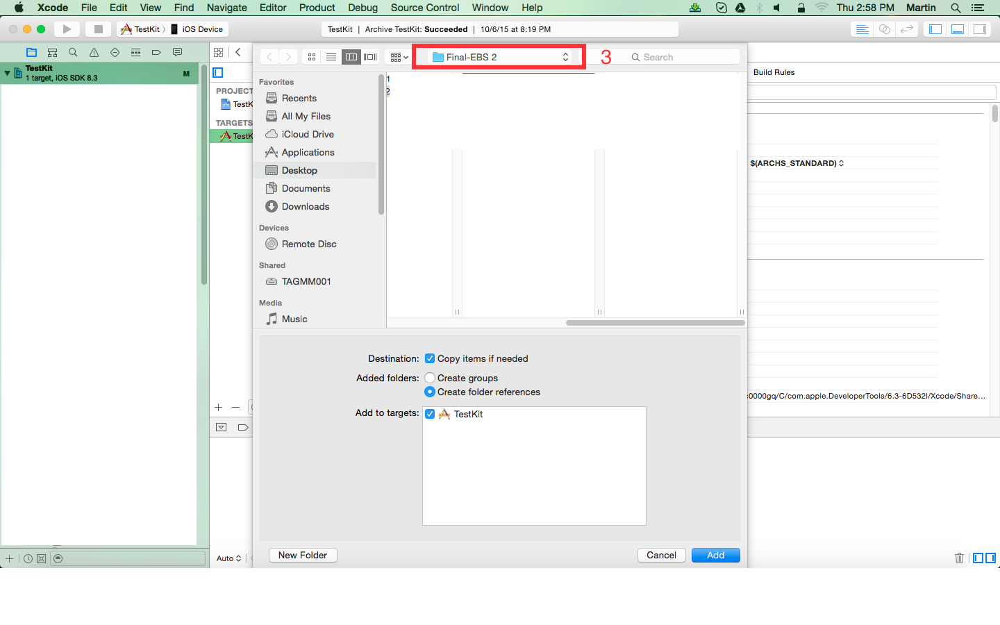 Xcode File Edit View Find Navigate Editor Product Debug Source Control Window Help Thu 2:58 PM Martin
TestKit iOS Device TestKit | Archive TestKit: Succeeded | 10/6/15 at 8:19 PM
Final-EBS 2 3 Search
TestKit
1 target, iOS SDK 8.3
M
Build Rules
PROJECT
TestK
TARGETS
TestK
Favorites
Recents
All My Files
iCloud Drive
Applications
Desktop
Documents
Downloads
Devices
Remote Disc
Shared
TAGMM001
Media
Music
1
2
$(ARCHS_STANDARD)
Destination: Copy items if needed
Added folders: Create groups
Create folder references
Add to targets: TestKit
:0000gq/C/com.apple.DeveloperTools/6.3-6D532l/Xcode/Share...
Auto
New Folder Cancel Add